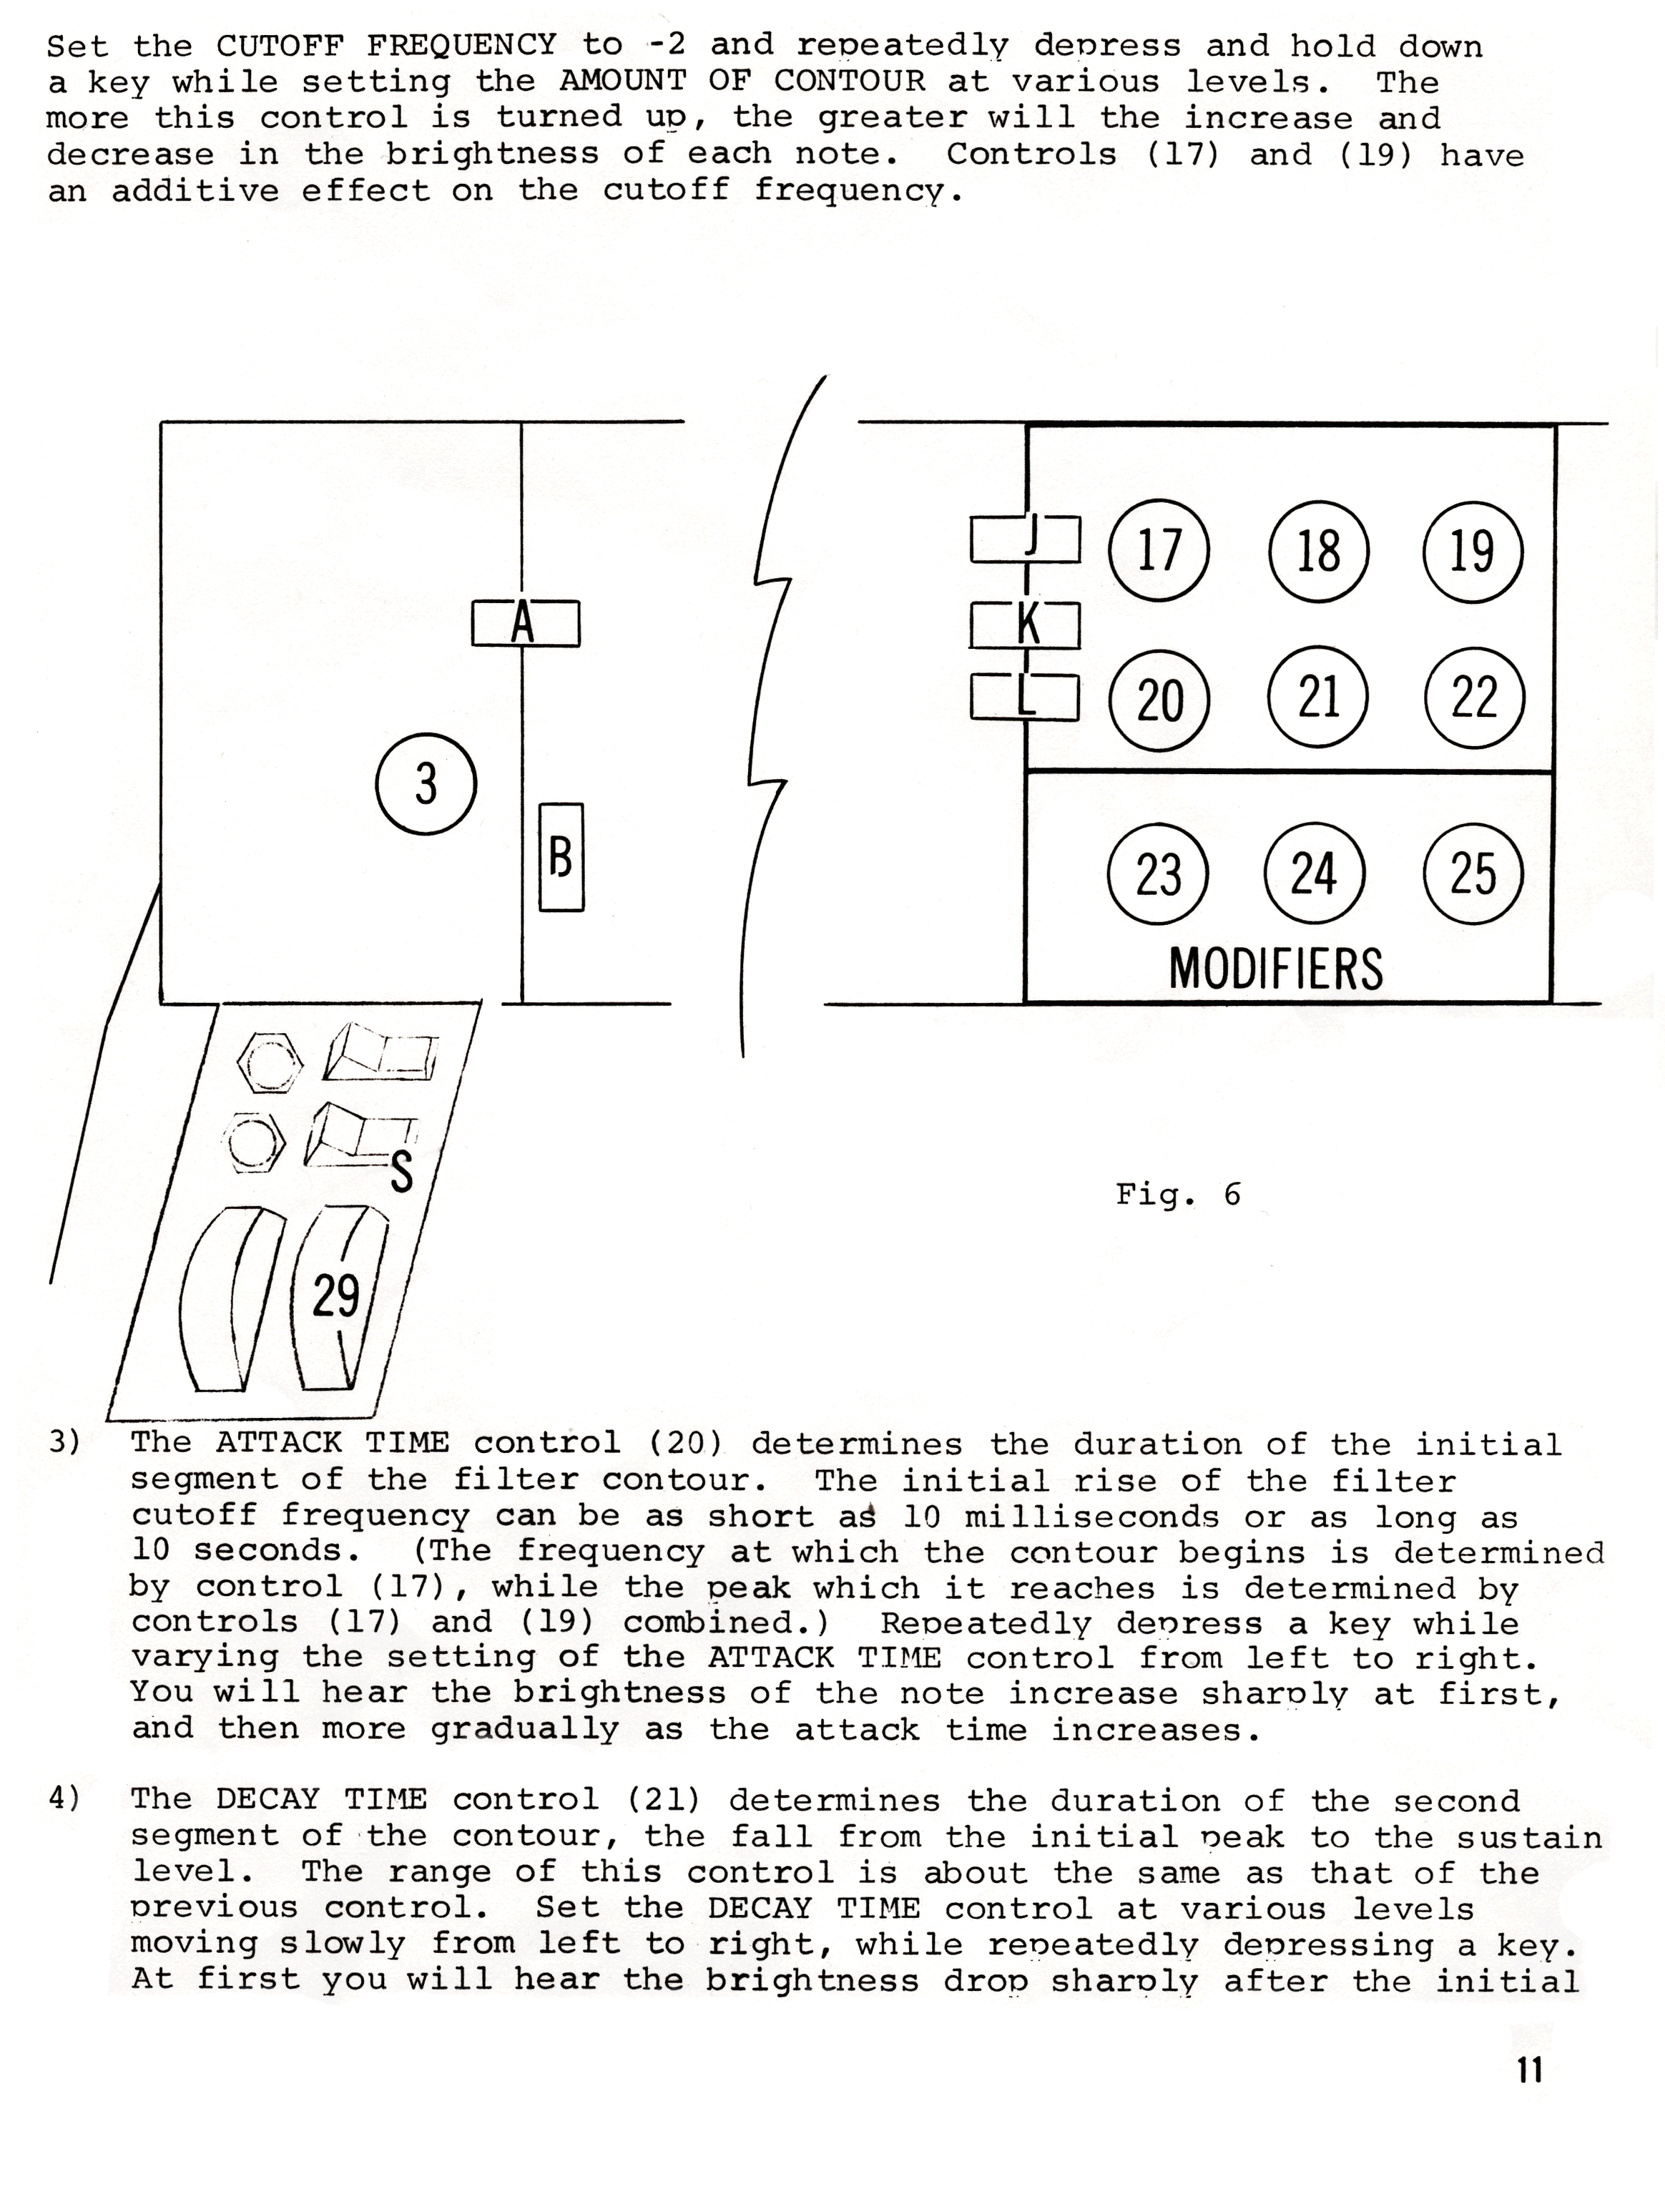 Set the CUTOFF FREQUENCY to -2 and repeatedly depress and hold down
a key while setting the AMOUNT OF CONTOUR at various levels. The
more this control is turned up, the greater will the increase and
decrease in the brightness of each note. Controls (17) and (19) have
an additive effect on the cutoff frequency.
J 17 18 19
A K
L 20 21 22
3
B 23 24 25
MODIFIERS
S
Fig. 6
29
3) The ATTACK TIME control (20) determines the duration of the initial
segment of the filter contour. The initial rise of the filter
cutoff frequency can be as short as 10 milliseconds or as long as
10 seconds. (The frequency at which the contour begins is determined
by control (17), while the peak which it reaches is determined by
controls (17) and (19) combined.) Repeatedly depress a key while
varying the setting of the ATTACK TIME control from left to right.
You will hear the brightness of the note increase sharply at first,
and then more gradually as the attack time increases.
4) The DECAY TIME control (21) determines the duration of the second
segment of the contour, the fall from the initial peak to the sustain
level. The range of this control is about the same as that of the
previous control. Set the DECAY TIME control at various levels
moving slowly from left to right, while repeatedly depressing a key.
At first you will hear the brightness drop sharply after the initial
11